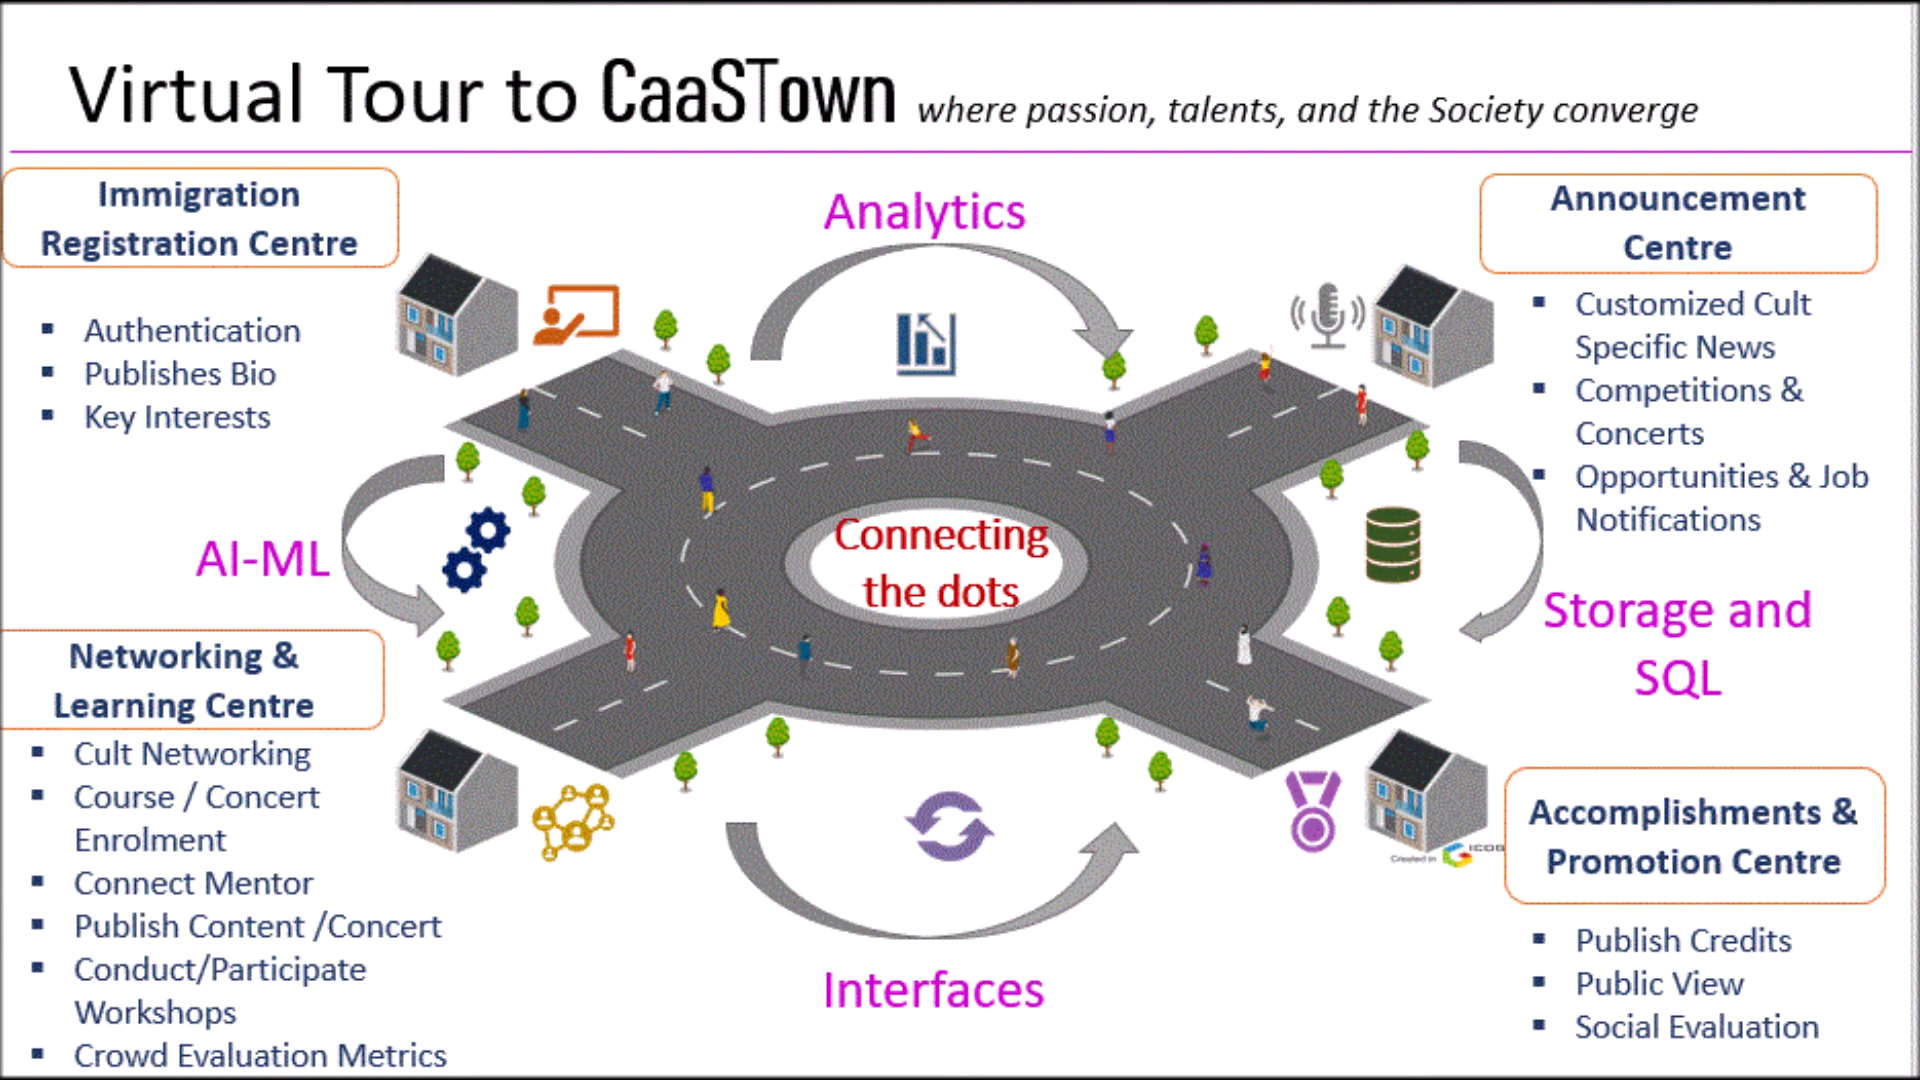 Virtual Tour to CaaSTown where passion, talents, and the Society converge
Immigration
Registration Centre
▪ Authentication
▪ Publishes Bio
▪ Key Interests
Analytics
Announcement
Centre
▪ Customized Cult
Specific News
▪ Competitions &
Concerts
▪ Opportunities & Job
Notifications
AI-ML
Connecting
the dots
Storage and
SQL
Networking &
Learning Centre
▪ Cult Networking
▪ Course / Concert
Enrolment
▪ Connect Mentor
▪ Publish Content /Concert
▪ Conduct/Participate
Workshops
▪ Crowd Evaluation Metrics
Interfaces
Created in ICOG
Accomplishments &
Promotion Centre
▪ Publish Credits
▪ Public View
▪ Social Evaluation